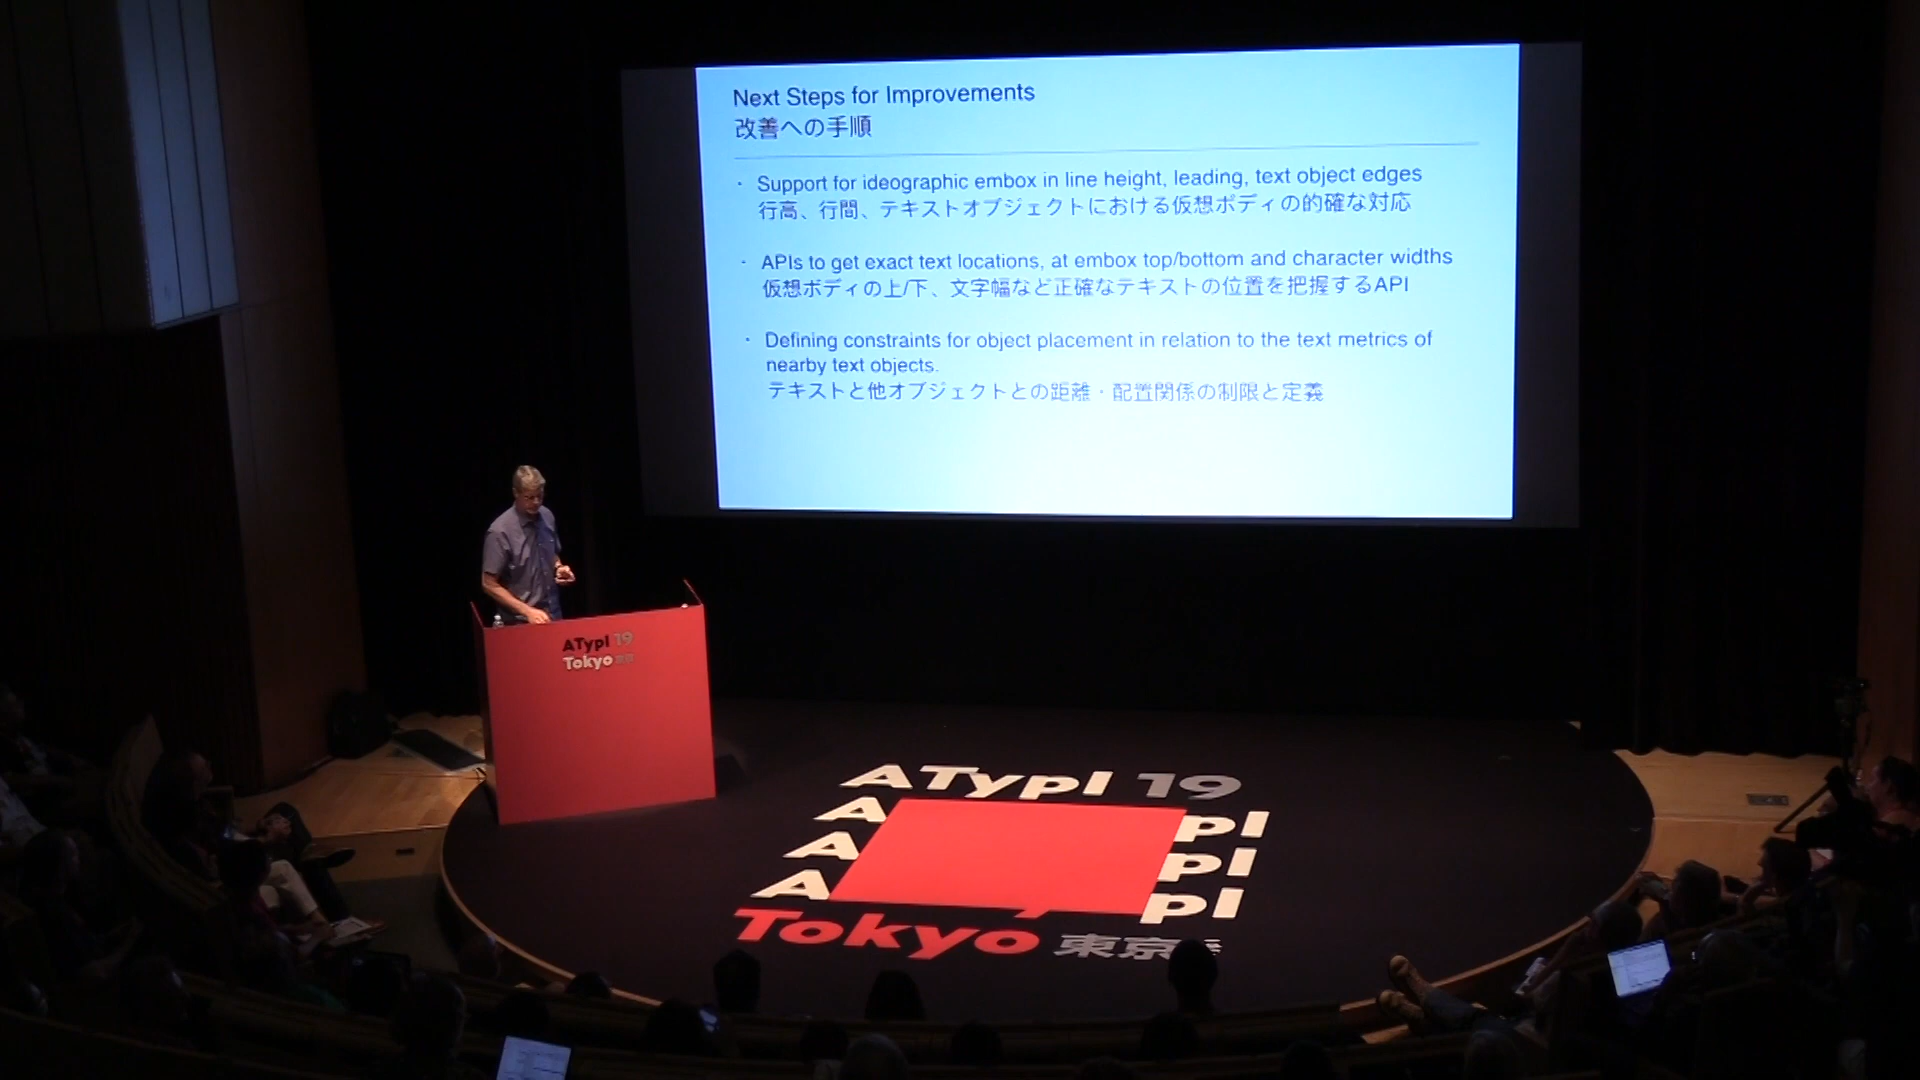 Next Steps for Improvements
改善への手順
・ Support for ideographic embox in line height, leading, text object edges
行高、行間、テキストオブジェクトにおける仮想ボディの的確な対応
・ APIs to get exact text locations, at embox top/bottom and character widths
仮想ボディの上/下、文字幅など正確なテキストの位置を把握するAPI
・ Defining constraints for object placement in relation to the text metrics of
nearby text objects.
テキストと他オブジェクトとの距離・配置関係の制限と定義
ATypI 19
Tokyo 東京
ATypI 19
A pI
A pI
A pI
Tokyo 東京